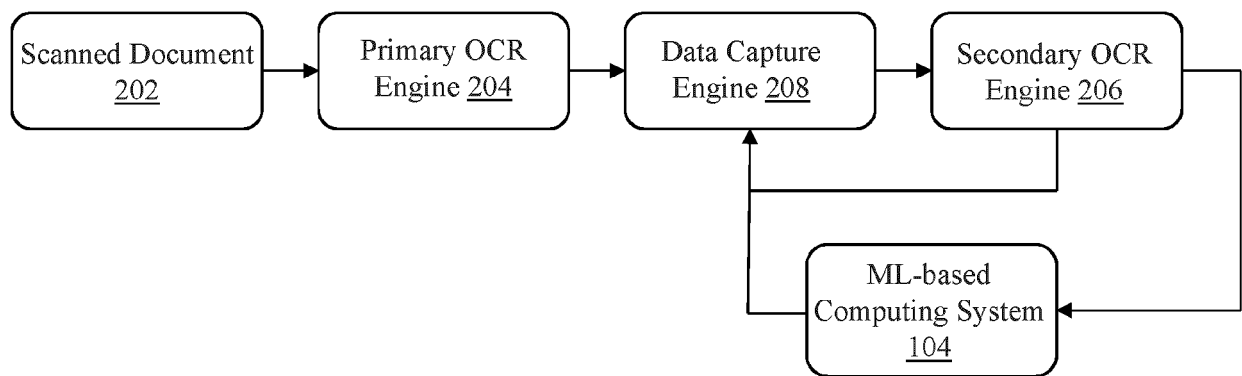 Scanned Document
202
Primary OCR
Engine 204
Data Capture
Engine 208
Secondary OCR
Engine 206
ML-based
Computing System
104